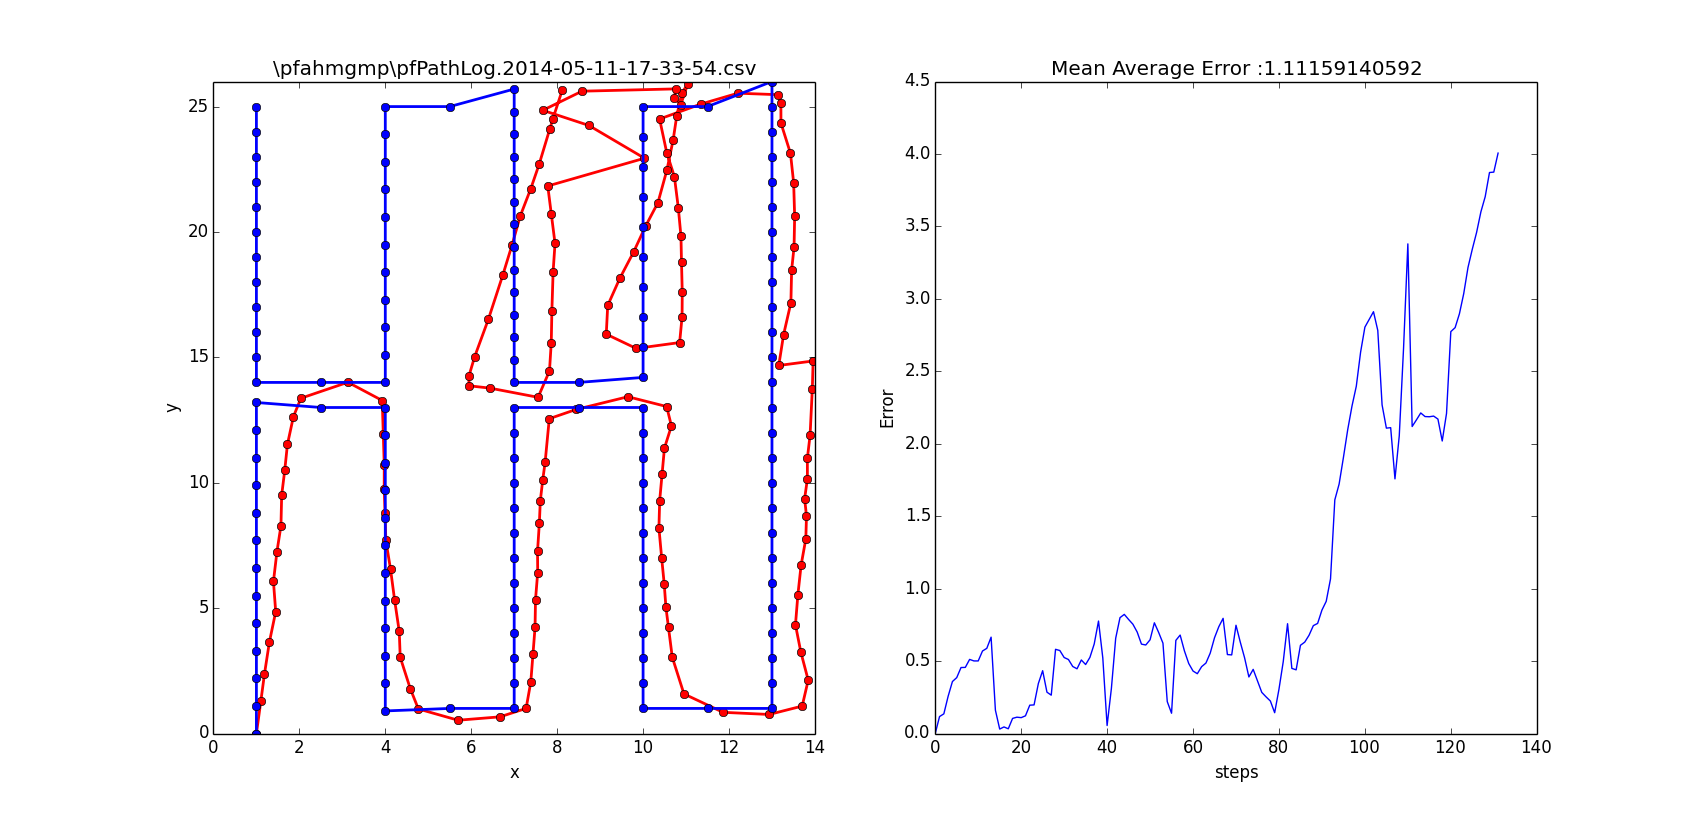 \pfahmgmp\pfPathLog.2014-05-11-17-33-54.csv
25
20
15
10
5
0
y
0 2 4 6 8 10 12 14
x
Mean Average Error :1.11159140592
4.5
4.0
3.5
3.0
2.5
2.0
1.5
1.0
0.5
0.0
Error
0 20 40 60 80 100 120 140
steps